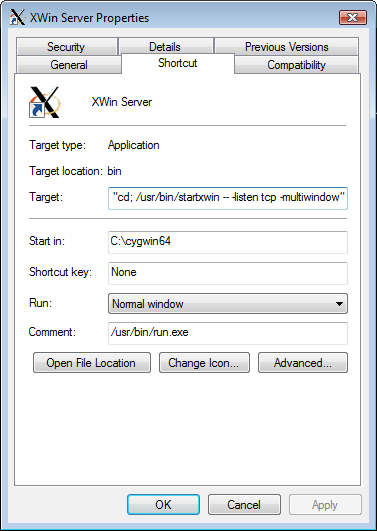 XWin Server Properties
Security Details Previous Versions
General Shortcut Compatibility
XWin Server
Target type: Application
Target location: bin
Target: "cd; /usr/bin/startxwin -- -listen tcp -multiwindow"
Start in: C:\cygwin64
Shortcut key: None
Run: Normal window
Comment: /usr/bin/run.exe
Open File Location Change Icon... Advanced...
OK Cancel Apply